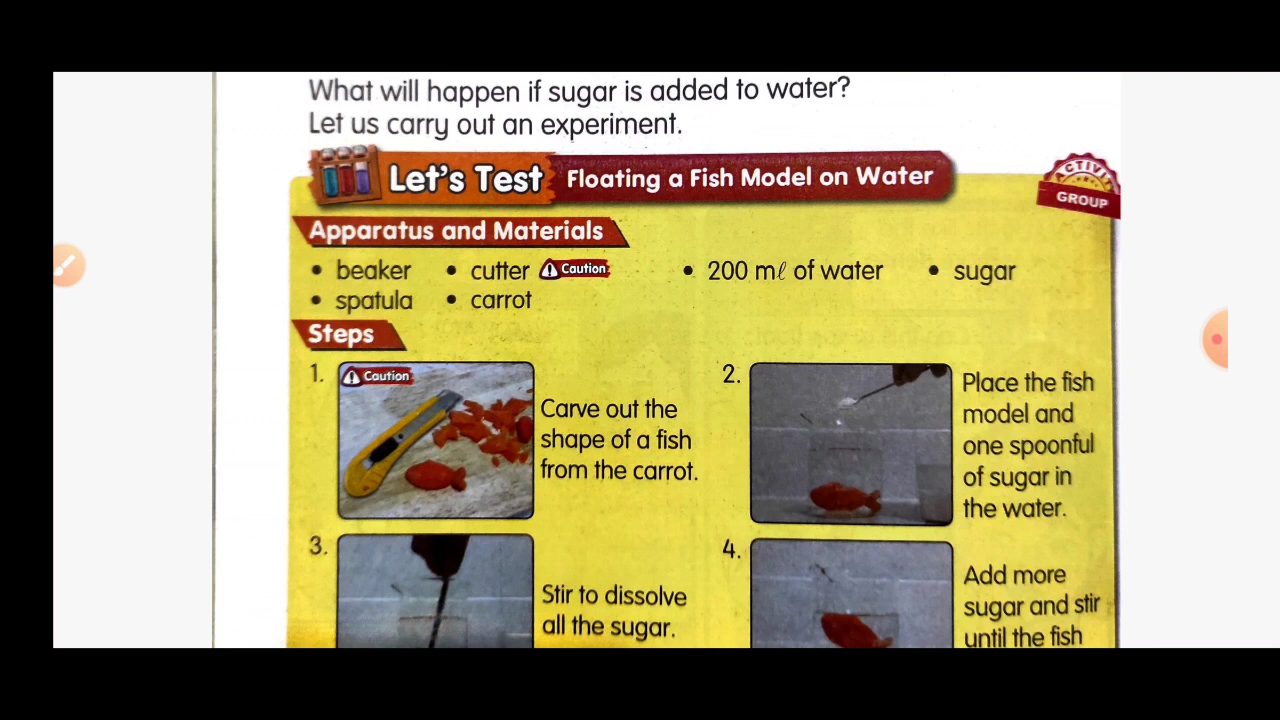 What will happen if sugar is added to water?
Let us carry out an experiment.
Let's Test Floating a Fish Model on Water
ACTIVI
GROUP
Apparatus and Materials
• beaker • cutter Caution • 200 mℓ of water • sugar
• spatula • carrot
Steps
1. Caution
Carve out the
shape of a fish
from the carrot.
2.
Place the fish
model and
one spoonful
of sugar in
the water.
3.
Stir to dissolve
all the sugar.
4.
Add more
sugar and stir
until the fish